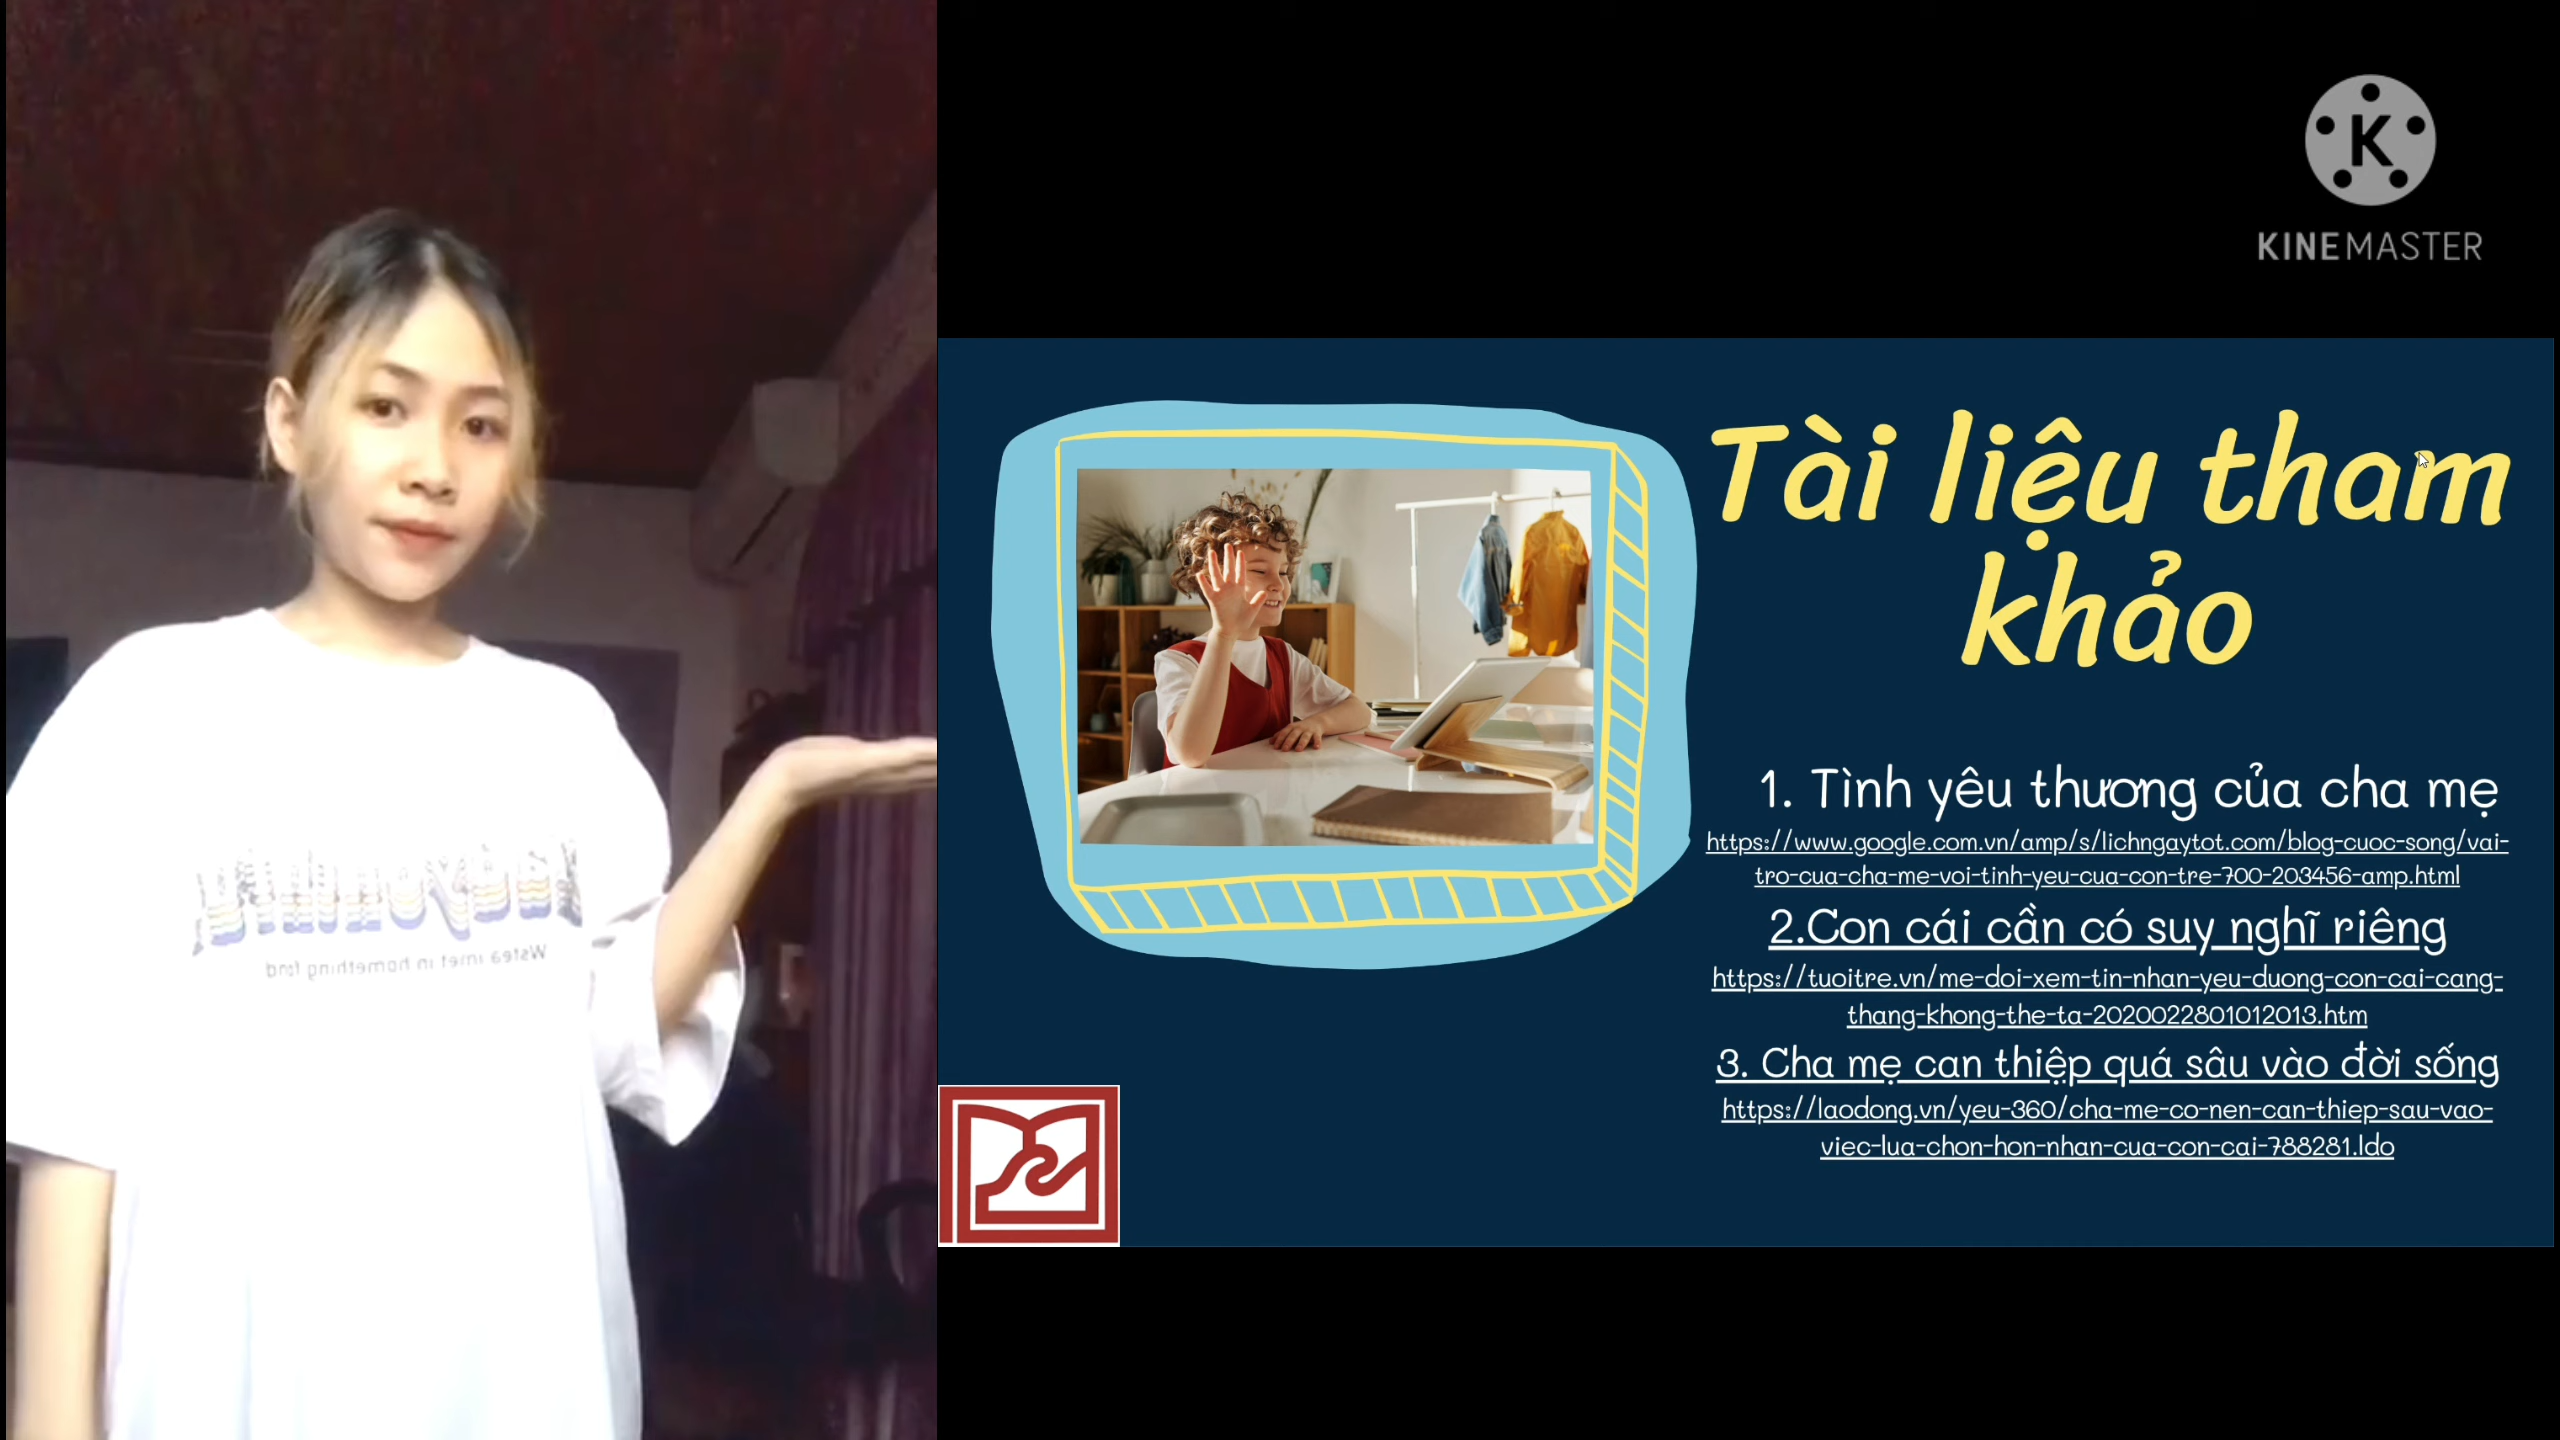 K
KINEMASTER
Tài liệu tham
khảo
1. Tình yêu thương của cha mẹ
https://www.google.com.vn/amp/s/lichngaytot.com/blog-cuoc-song/vai-
tro-cua-cha-me-voi-tinh-yeu-cua-con-tre-700-203456-amp.html
2.Con cái cần có suy nghĩ riêng
https://tuoitre.vn/me-doi-xem-tin-nhan-yeu-duong-con-cai-cang-
thang-khong-the-ta-2020022801012013.htm
3. Cha mẹ can thiệp quá sâu vào đời sống
https://laodong.vn/yeu-360/cha-me-co-nen-can-thiep-sau-vao-
viec-lua-chon-hon-nhan-cua-con-cai-788281.ldo
Wstea imet in homething fond